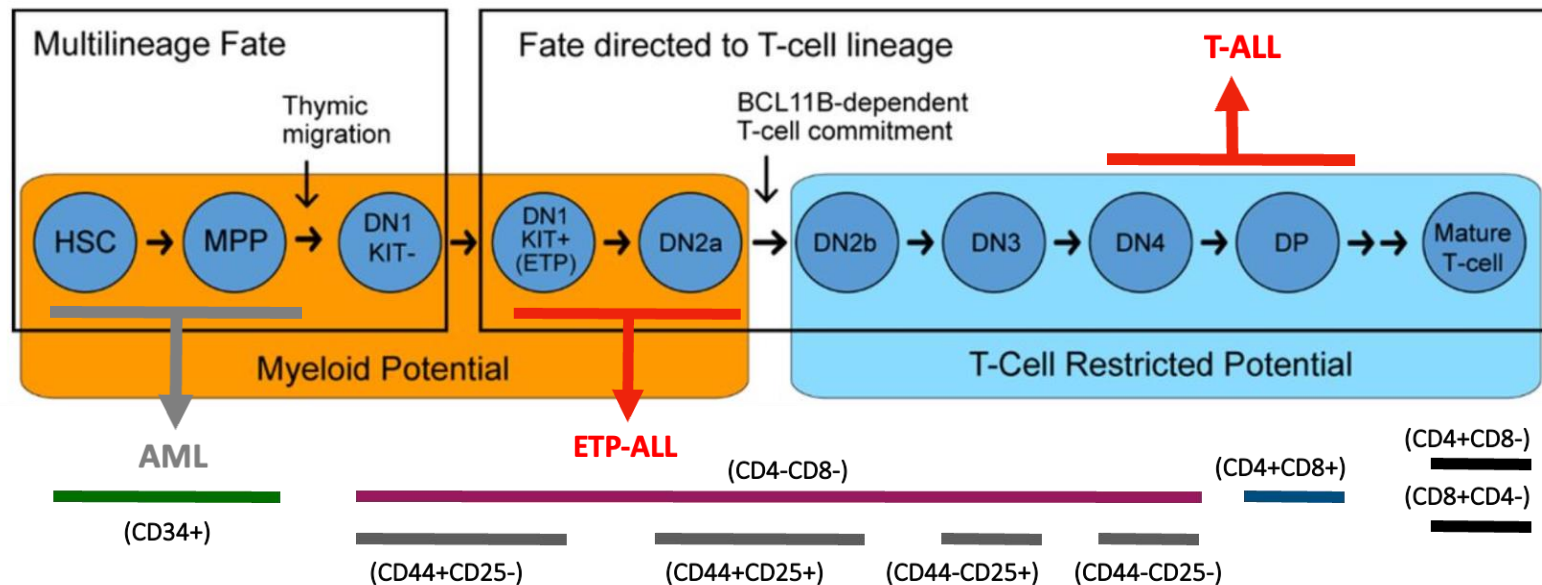 Multilineage Fate
Fate directed to T-cell lineage
T-ALL
Thymic
migration
BCL11B-dependent
T-cell commitment
HSC
MPP
DN1
KIT-
DN1
KIT+
(ETP)
DN2a
DN2b
DN3
DN4
DP
Mature
T-cell
Myeloid Potential
T-Cell Restricted Potential
AML
ETP-ALL
(CD34+)
(CD4-CD8-)
(CD4+CD8+)
(CD4+CD8-)
(CD8+CD4-)
(CD44+CD25-)
(CD44+CD25+)
(CD44-CD25+)
(CD44-CD25-)